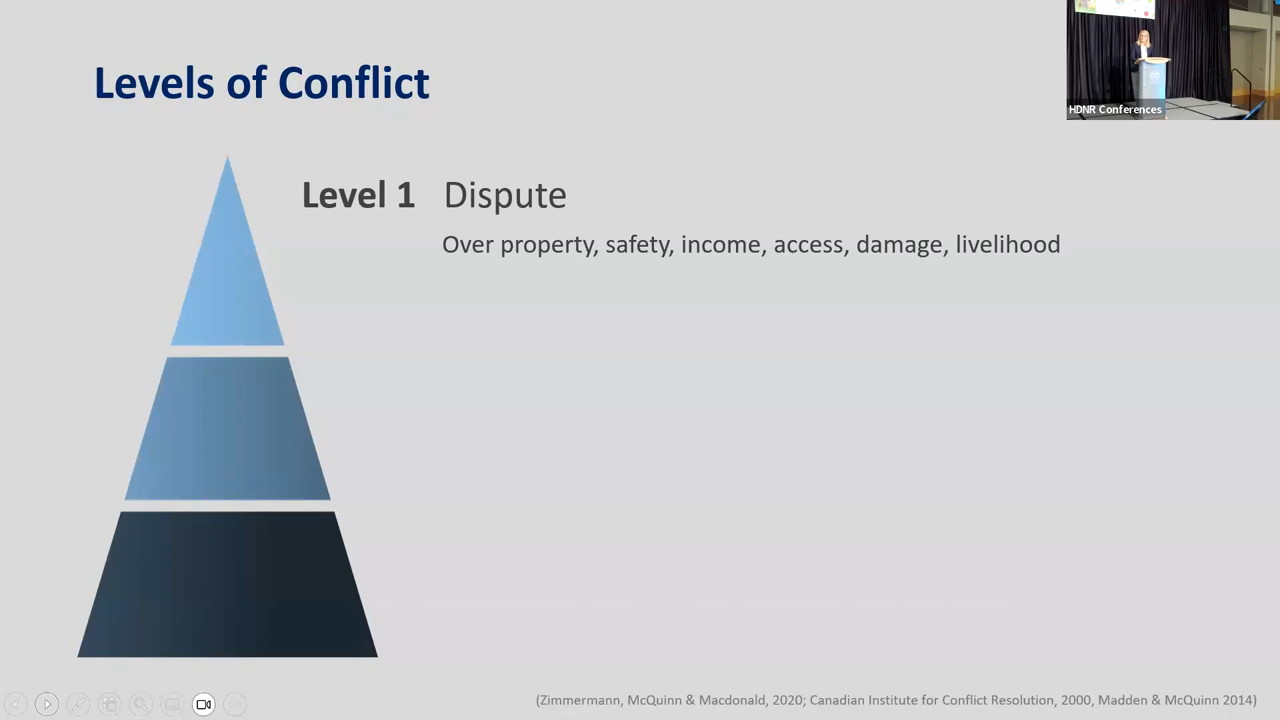 Levels of Conflict
HDNR Conferences
Level 1 Dispute
Over property, safety, income, access, damage, livelihood
(Zimmermann, McQuinn & Macdonald, 2020; Canadian Institute for Conflict Resolution, 2000, Madden & McQuinn 2014)